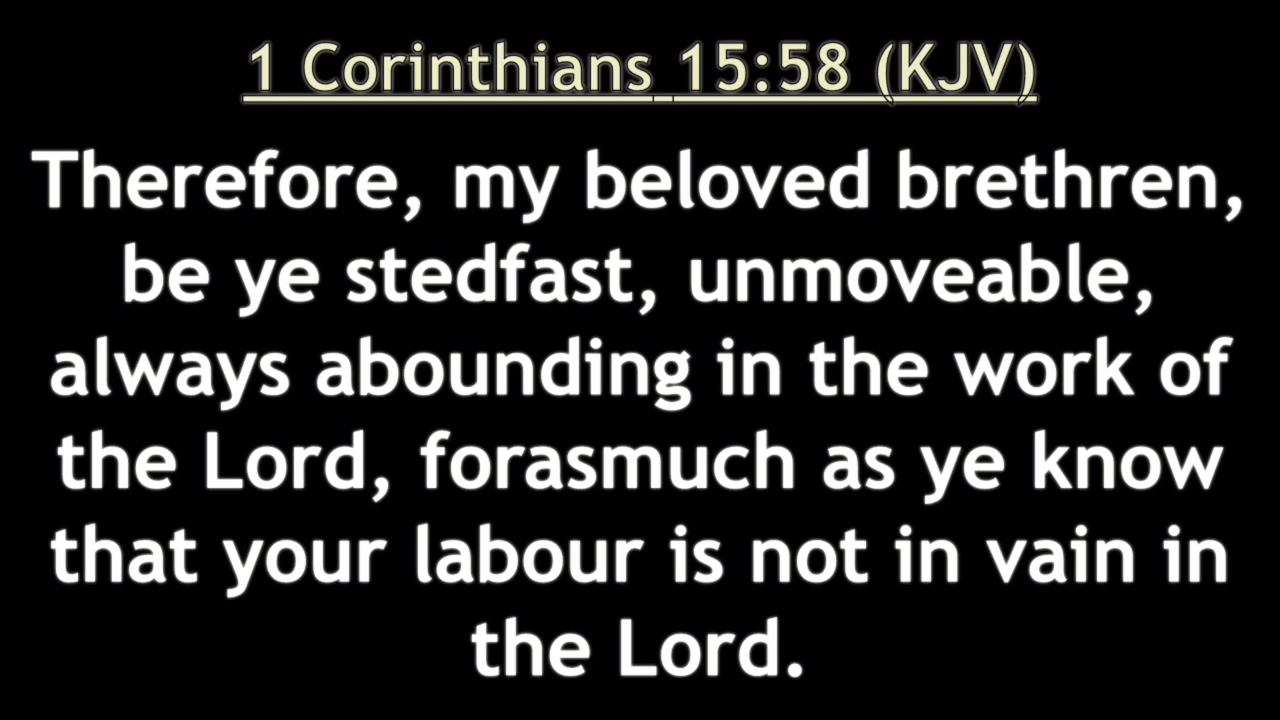 1 Corinthians 15:58 (KJV)
Therefore, my beloved brethren,
be ye stedfast, unmoveable,
always abounding in the work of
the Lord, forasmuch as ye know
that your labour is not in vain in
the Lord.